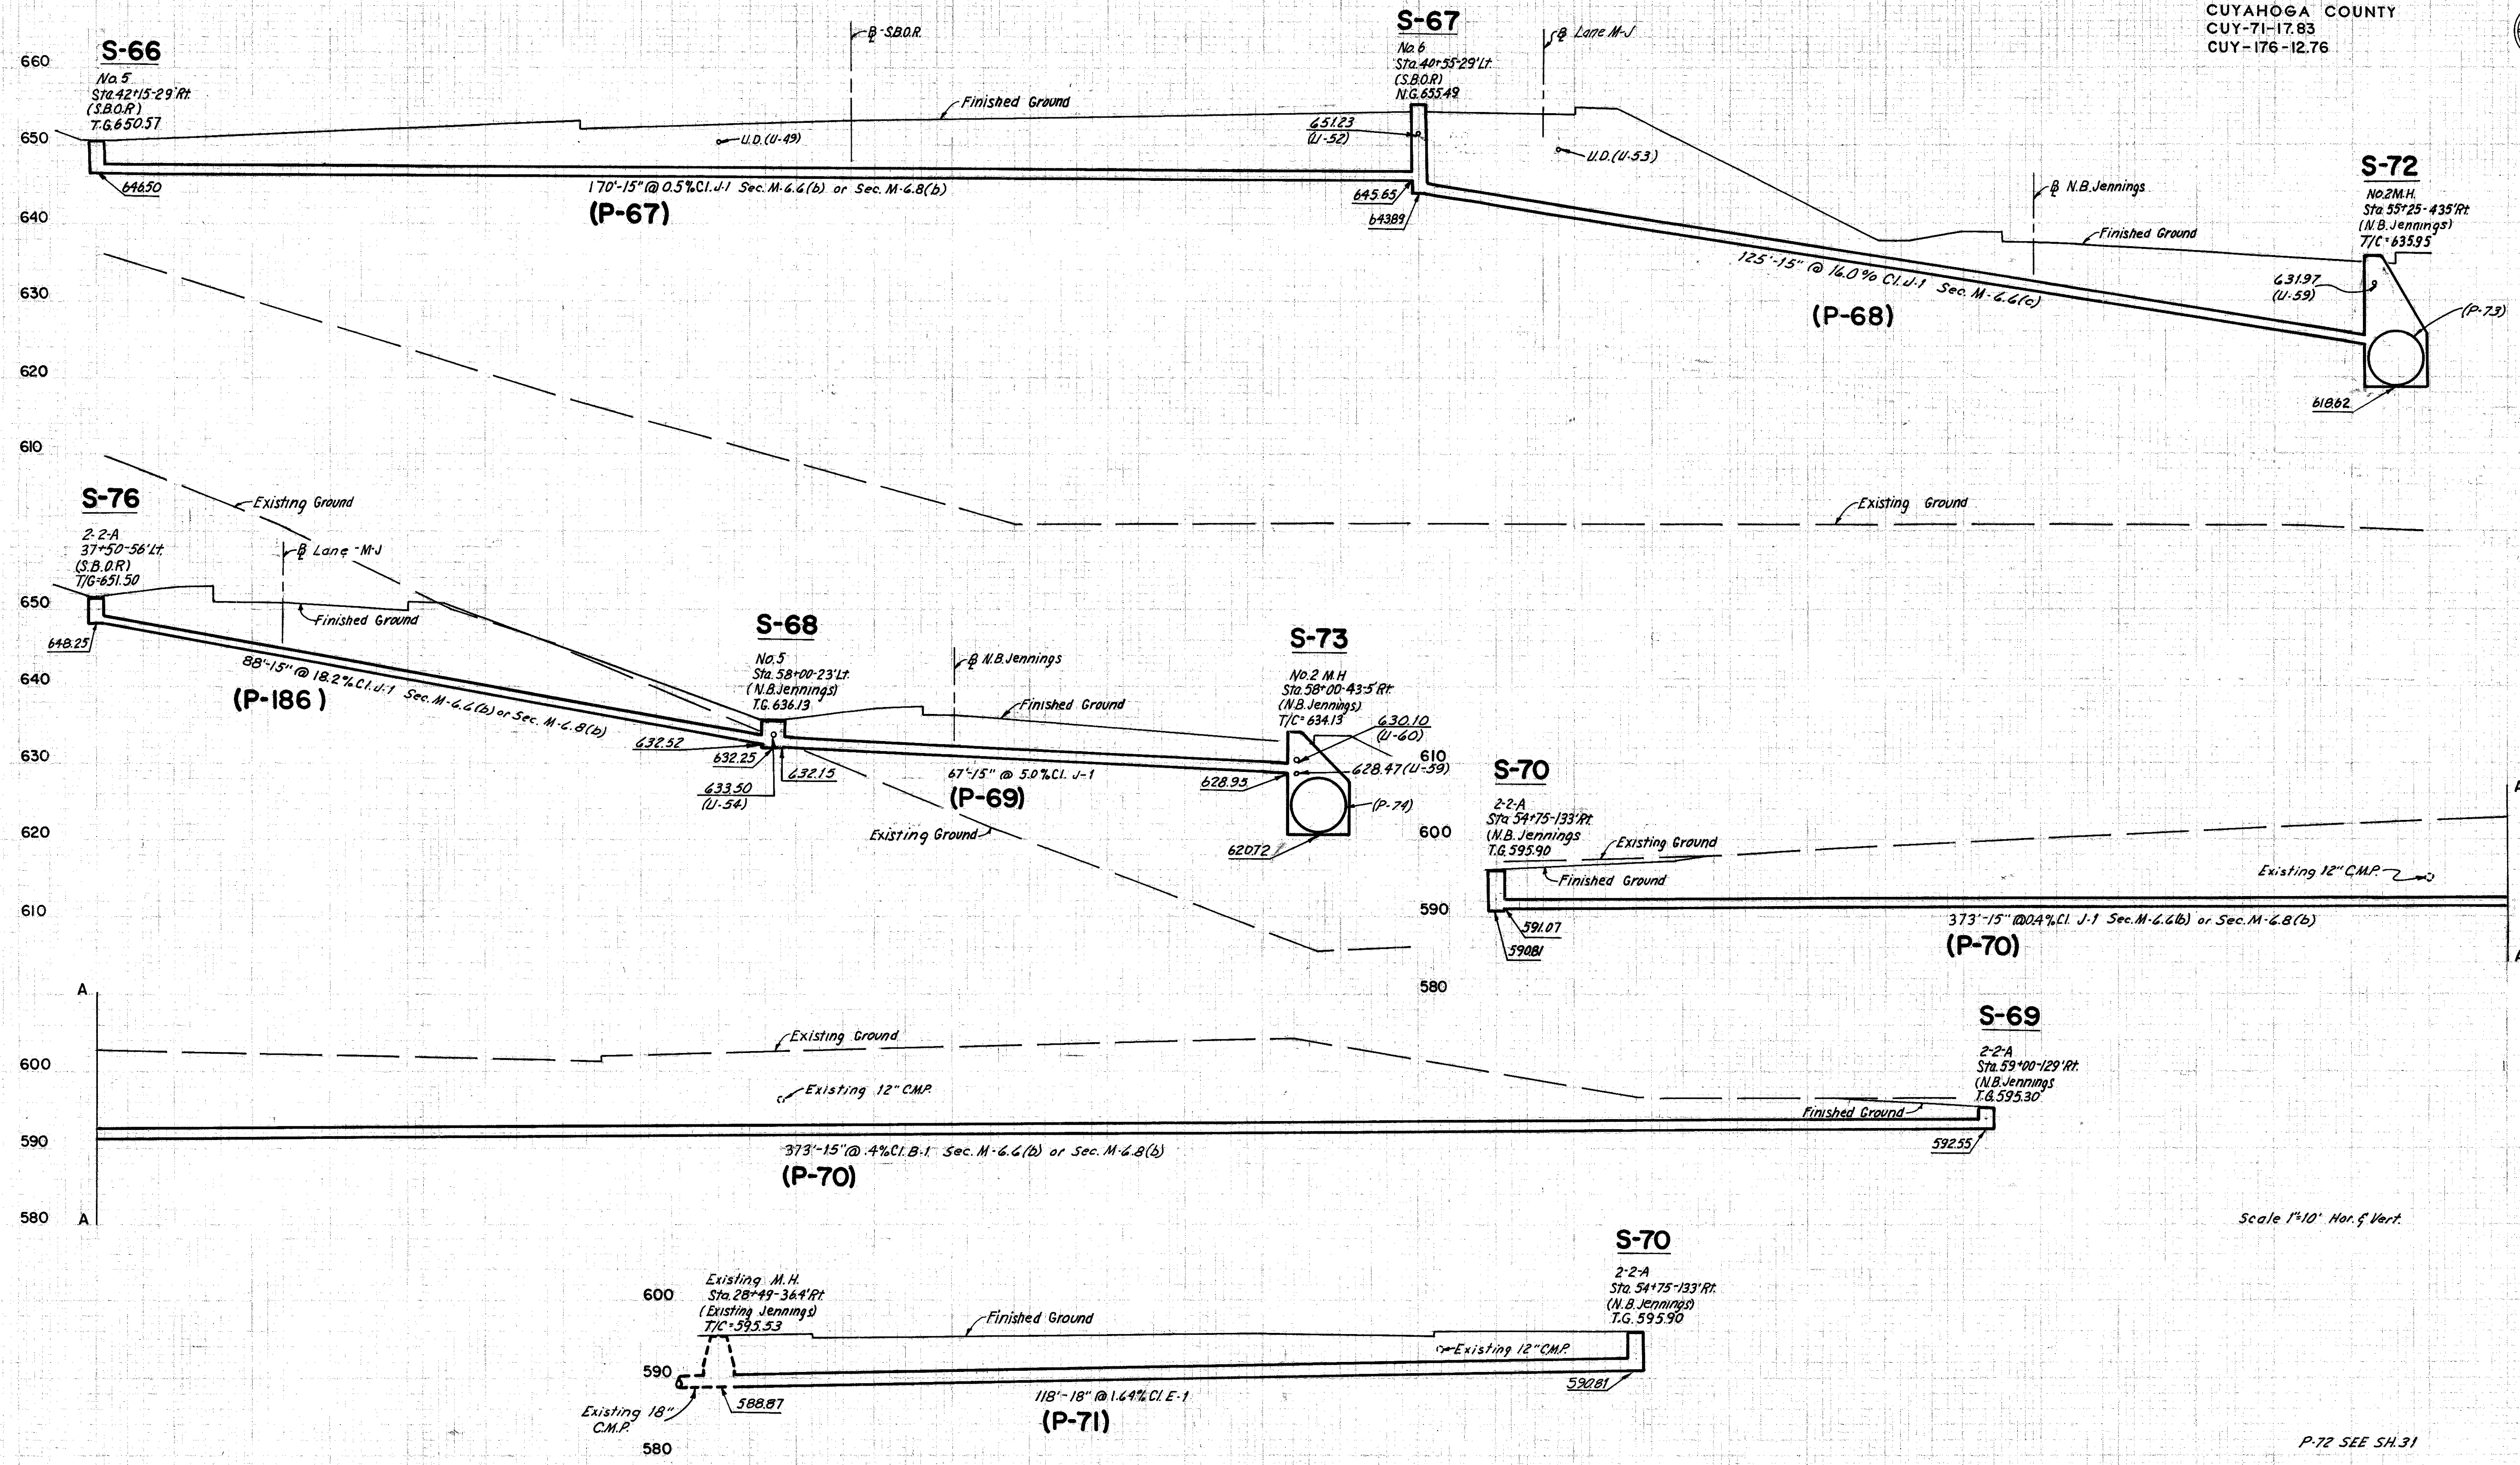 CUYAHOGA COUNTY
CUY-71-17.83
CUY-176-12.76
660
650
640
630
620
610
S-66
No. 5
Sta. 42+15-29' Rt.
(S.B.O.R)
T.G. 650.57
646.50
℄ S.B.O.R.
Finished Ground
U.D. (U-49)
170'-15" @ 0.5% Cl. J-1 Sec. M-6.6(b) or Sec. M-6.8(b)
(P-67)
S-67
No. 6
Sta. 40+55-29' Lt.
(S.B.O.R)
N.G. 655.49
651.23
(U-52)
645.65
643.89
℄ Lane M-J
U.D. (U-53)
℄ N.B. Jennings
Finished Ground
125'-15" @ 16.0% Cl. J-1 Sec. M-6.6(c)
(P-68)
S-72
No. 2 M.H.
Sta. 55+25-43.5' Rt.
(N.B. Jennings)
T/C=635.95
631.97
(U-59)
(P-73)
618.62
Existing Ground
Existing Ground
S-76
2-2-A
37+50-56' Lt.
(S.B.O.R)
T/G=651.50
650
640
630
620
610
648.25
℄ Lane-M-J
Finished Ground
88'-15" @ 18.2% Cl. J-1 Sec. M-6.6(b) or Sec. M-6.8(b)
(P-186)
S-68
No. 5
Sta. 58+00-23' Lt.
(N.B. Jennings)
T.G. 636.13
632.52
632.25
632.15
633.50
(U-54)
℄ N.B. Jennings
Finished Ground
67'-15" @ 5.0% Cl. J-1
(P-69)
Existing Ground
S-73
No. 2 M.H
Sta. 58+00-43.5' Rt.
(N.B. Jennings)
T/C=634.13
630.10
(U-60)
628.47 (U-59)
628.95
(P-74)
620.72
610
600
590
580
S-70
2-2-A
Sta. 54+75-133' Rt.
(N.B. Jennings
T.G. 595.90
Existing Ground
Finished Ground
Existing 12" C.M.P.
591.07
590.81
373'-15" @ 0.4% Cl. J-1 Sec. M-6.6(b) or Sec. M-6.8(b)
(P-70)
A
A
A
600
590
580
A
Existing Ground
Existing 12" C.M.P.
373'-15" @ .4% Cl. B-1 Sec. M-6.6(b) or Sec. M-6.8(b)
(P-70)
S-69
2-2-A
Sta. 59+00-129' Rt.
(N.B. Jennings
T.G. 595.30
Finished Ground
592.55
Scale 1"=10' Hor. & Vert.
600
590
580
Existing M.H.
Sta. 28+49-36.4' Rt.
(Existing Jennings)
T/C=595.53
Finished Ground
Existing 12" C.M.P.
Existing 18"
C.M.P.
588.87
118'-18" @ 1.64% Cl. E-1
(P-71)
S-70
2-2-A
Sta. 54+75-133' Rt.
(N.B. Jennings)
T.G. 595.90
590.81
P-72 SEE SH. 31